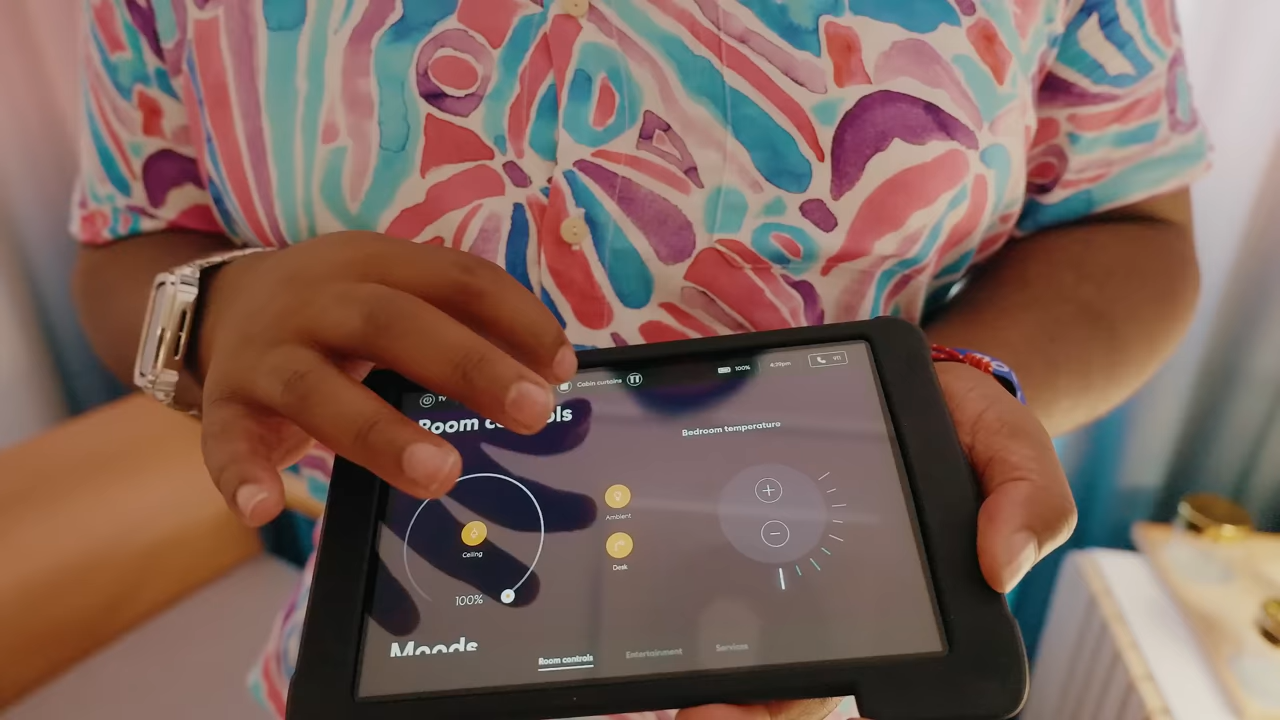 TV
Cabin curtains
100%
4:39pm
911
Room controls
Bedroom temperature
Ceiling
100%
Ambient
Desk
Moods
Room controls
Entertainment
Services